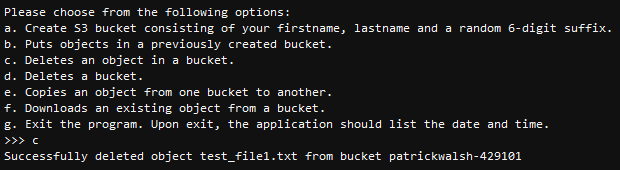 Please choose from the following options:
a. Create S3 bucket consisting of your firstname, lastname and a random 6-digit suffix.
b. Puts objects in a previously created bucket.
c. Deletes an object in a bucket.
d. Deletes a bucket.
e. Copies an object from one bucket to another.
f. Downloads an existing object from a bucket.
g. Exit the program. Upon exit, the application should list the date and time.
>>> c
Successfully deleted object test_file1.txt from bucket patrickwalsh-429101